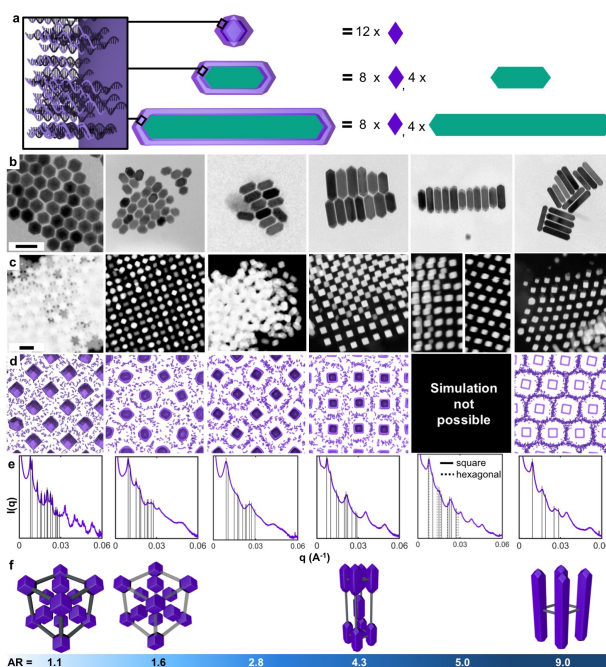 a
= 12 x
= 8 x , 4 x
= 8 x , 4x
b
c
d
Simulation
not
possible
e
I(q)
square
hexagonal
0 0.03 0.06
0 0.03 0.06
0 0.03 0.06
0 0.03 0.06
0 0.03 0.06
0 0.03 0.06
q (A-1)
f
AR = 1.1 1.6 2.8 4.3 5.0 9.0